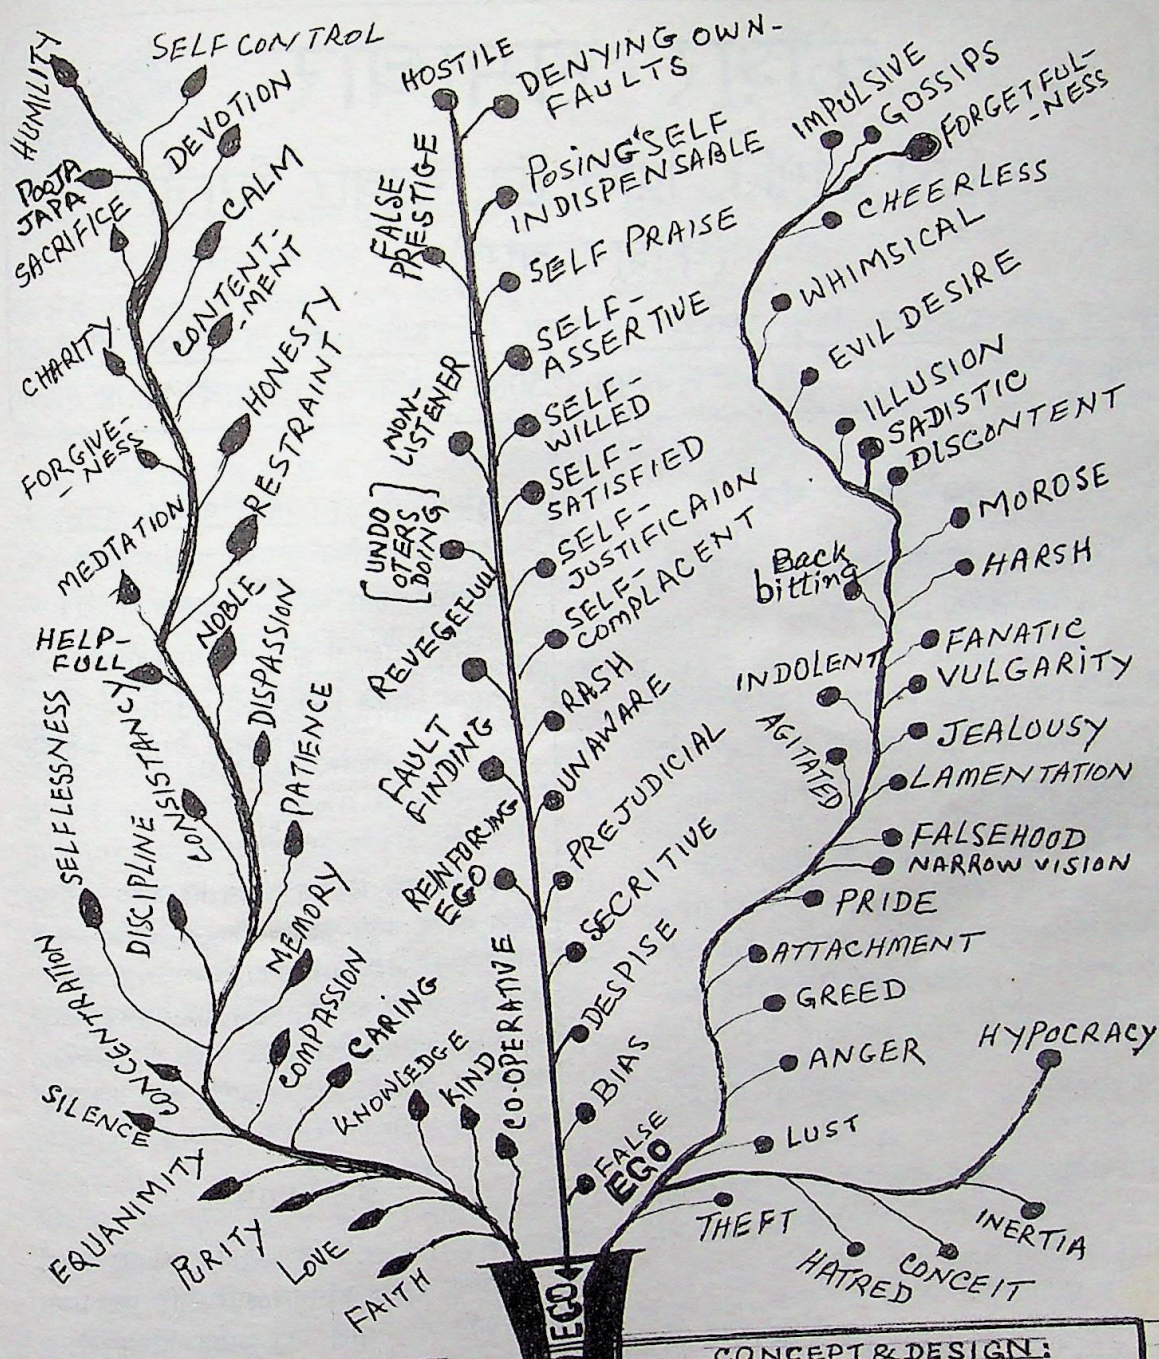 HUMILITY
SELF CONTROL
DEVOTION
POOJA
JAPA
SACRIFICE
CALM
CONTENT-
-MENT
CHARITY
HONESTY
FORGIVE-
-NESS
RESTRAINT
MEDTATION
NOBLE
HELP-
FULL
DISPASSION
SELFLESSNESS
CONSISTANCY
PATIENCE
DISCIPLINE
MEMORY
CONCENTRATION
COMPASSION
CARING
SILENCE
KNOWLEDGE
KIND
CO-OPERATIVE
EQUANIMITY
PURITY
LOVE
FAITH
HOSTILE
DENYING OWN-
FAULTS
FALSE
PRESTIGE
POSING“SELF
INDISPENSABLE
SELF PRAISE
SELF-
ASSERTIVE
NON-
LISTENER
SELF-
WILLED
SELF-
SATISFIED
[UNDO
OTERS
DOING]
SELF-
JUSTIFICAION
REVEGEFUL
SELF-
COMPLACENT
RASH
FAULT
FINDING
UNAWARE
REINFORCING
EGO
PREJUDICIAL
SECRITIVE
DESPISE
BIAS
FALSE
EGO
IMPULSIVE
GOSSIPS
FORGETFUL-
-NESS
CHEERLESS
WHIMSICAL
EVIL DESIRE
ILLUSION
SADISTIC
DISCONTENT
MOROSE
Back
bitting
HARSH
FANATIC
INDOLENT
VULGARITY
AGITATED
JEALOUSY
LAMENTATION
FALSEHOOD
NARROW VISION
PRIDE
ATTACHMENT
GREED
ANGER
HYPOCRACY
LUST
THEFT
HATRED
CONCEIT
INERTIA
EGO
CONCEPT & DESIGN: